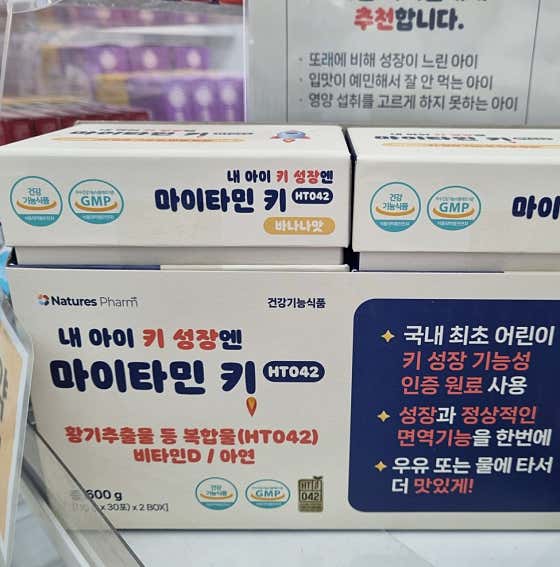 추천합니다.
· 또래에 비해 성장이 느린 아이
· 입맛이 예민해서 잘 안 먹는 아이
· 영양 섭취를 고르게 하지 못하는 아이
내 아이 키 성장엔
마이타민 키 HT042
바나나맛
건강
기능식품
GMP
건강
기능식품
GMP
마이
Natures Pharm
건강기능식품
내 아이 키 성장엔
마이타민 키 HT042
황기추출물 등 복합물(HT042)
비타민D / 아연
600 g
x 30포) x 2 BOX]
건강
기능식품
GMP
HT
042
국내 최초 어린이
키 성장 기능성
인증 원료 사용
성장과 정상적인
면역기능을 한번에
우유 또는 물에 타서
더 맛있게!